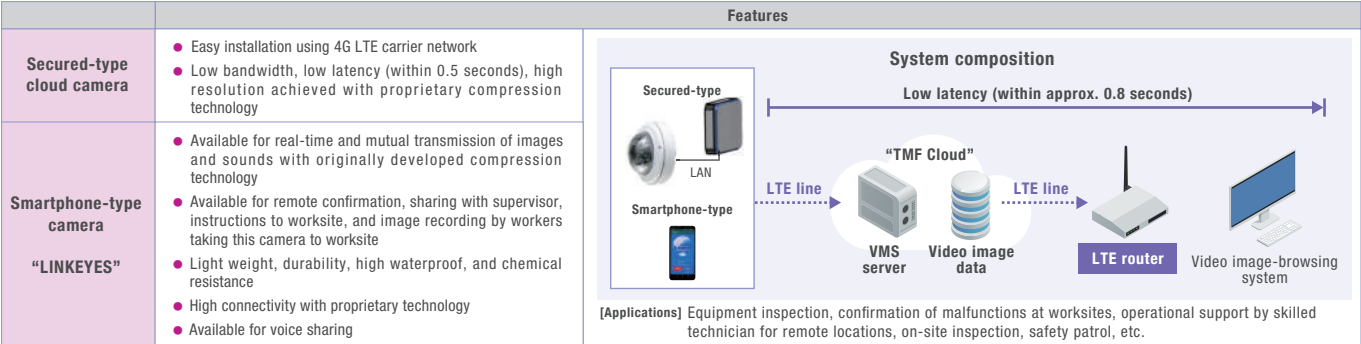 Features
Secured-type
cloud camera
● Easy installation using 4G LTE carrier network
● Low bandwidth, low latency (within 0.5 seconds), high
resolution achieved with proprietary compression
technology
Smartphone-type
camera
“LINKEYES”
● Available for real-time and mutual transmission of images
and sounds with originally developed compression
technology
● Available for remote confirmation, sharing with supervisor,
instructions to worksite, and image recording by workers
taking this camera to worksite
● Light weight, durability, high waterproof, and chemical
resistance
● High connectivity with proprietary technology
● Available for voice sharing
System composition
Secured-type
LAN
Smartphone-type
Low latency (within approx. 0.8 seconds)
LTE line
“TMF Cloud”
VMS
server
Video image
data
LTE line
LTE router
Video image-browsing
system
[Applications] Equipment inspection, confirmation of malfunctions at worksites, operational support by skilled
technician for remote locations, on-site inspection, safety patrol, etc.